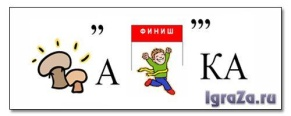 ,, А ФИНИШ ,,, КА
IgraZa.ru